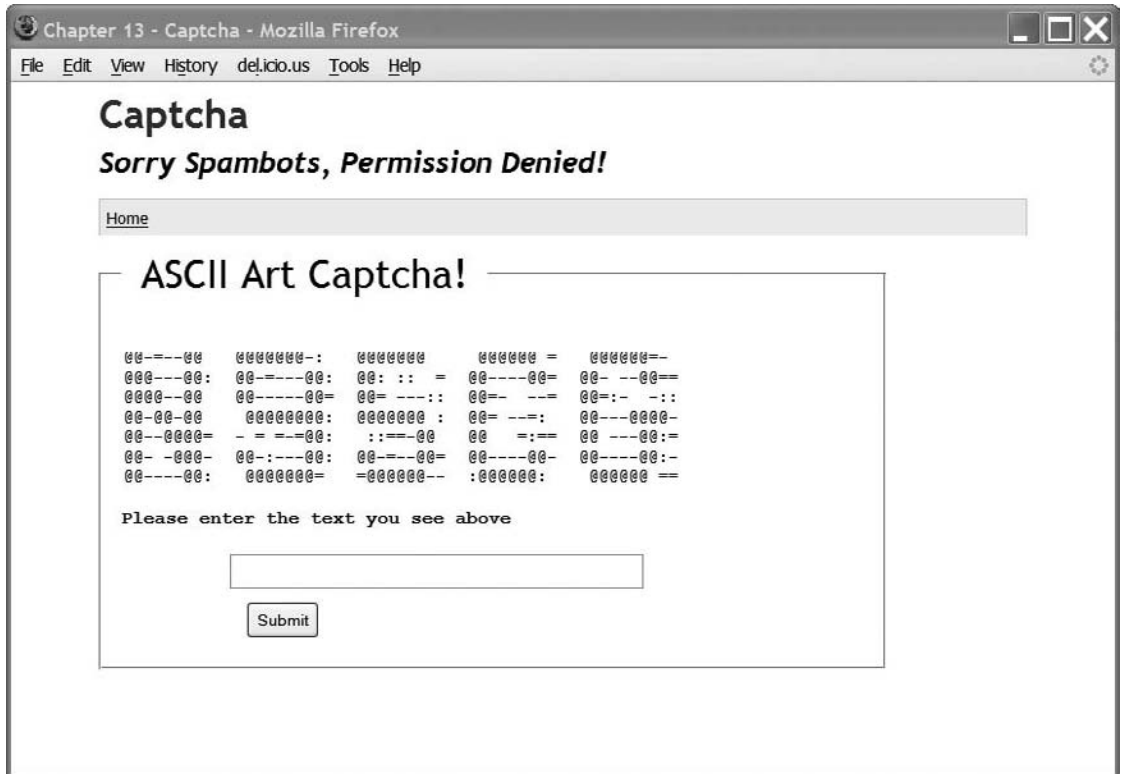 Chapter 13 - Captcha - Mozilla Firefox
File Edit View History del.icio.us Tools Help
Captcha
Sorry Spambots, Permission Denied!
Home
ASCII Art Captcha!
@@-=--@@   @@@@@@@-:   @@@@@@@     @@@@@@ =   @@@@@@=-
@@@---@@:  @@-=---@@:  @@: ::  =  @@----@@=  @@- --@@==
@@@@--@@   @@-----@@=  @@= ---::  @@=-  --=  @@=:-  -::
@@-@@-@@    @@@@@@@@:  @@@@@@@ :  @@= --=:   @@---@@@@-
@@--@@@@=  - = =-=@@:   ::==-@@   @@   =:==  @@ ---@@:=
@@- -@@@-  @@-:---@@:  @@-=--@@=  @@----@@-  @@----@@:-
@@----@@:   @@@@@@@=   =@@@@@@--  :@@@@@@:    @@@@@@ ==
Please enter the text you see above
Submit